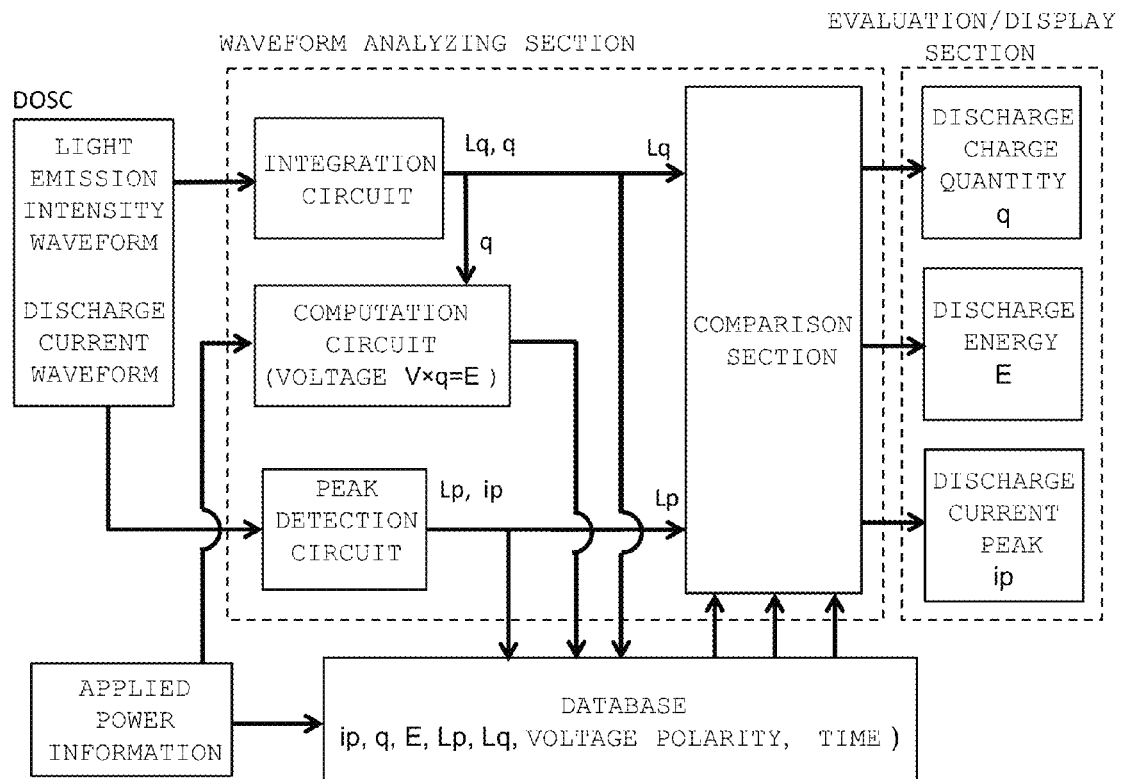 WAVEFORM ANALYZING SECTION
EVALUATION/DISPLAY
SECTION
DOSC
LIGHT
EMISSION
INTENSITY
WAVEFORM
DISCHARGE
CURRENT
WAVEFORM
INTEGRATION
CIRCUIT
Lq, q
Lq
q
COMPUTATION
CIRCUIT
(VOLTAGE V×q=E )
PEAK
DETECTION
CIRCUIT
Lp, ip
Lp
COMPARISON
SECTION
DISCHARGE
CHARGE
QUANTITY
q
DISCHARGE
ENERGY
E
DISCHARGE
CURRENT
PEAK
ip
APPLIED
POWER
INFORMATION
DATABASE
ip, q, E, Lp, Lq, VOLTAGE POLARITY, TIME )